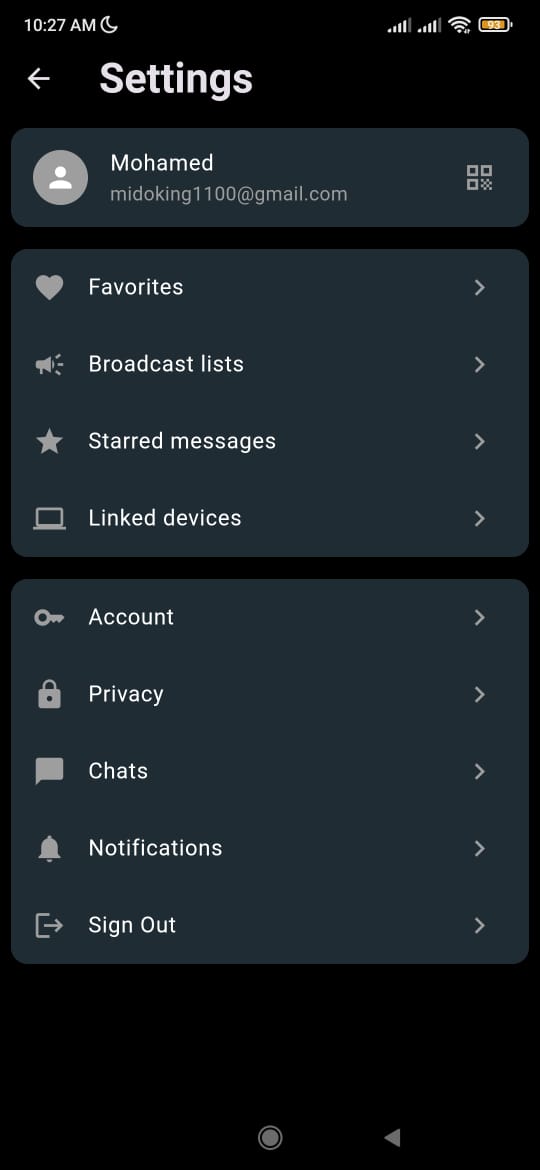 10:27 AM
93
Settings
Mohamed
midoking1100@gmail.com
Favorites
Broadcast lists
Starred messages
Linked devices
Account
Privacy
Chats
Notifications
Sign Out